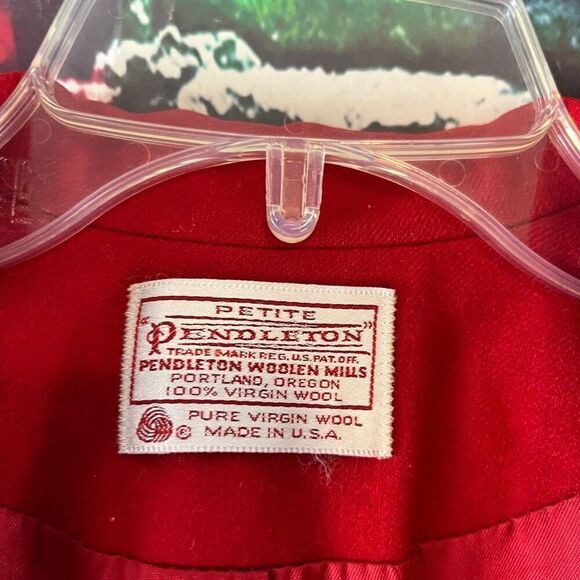 PETITE
"PENDLETON"
TRADE MARK REG. U.S. PAT. OFF.
PENDLETON WOOLEN MILLS
PORTLAND, OREGON
100% VIRGIN WOOL
© PURE VIRGIN WOOL
MADE IN U.S.A.